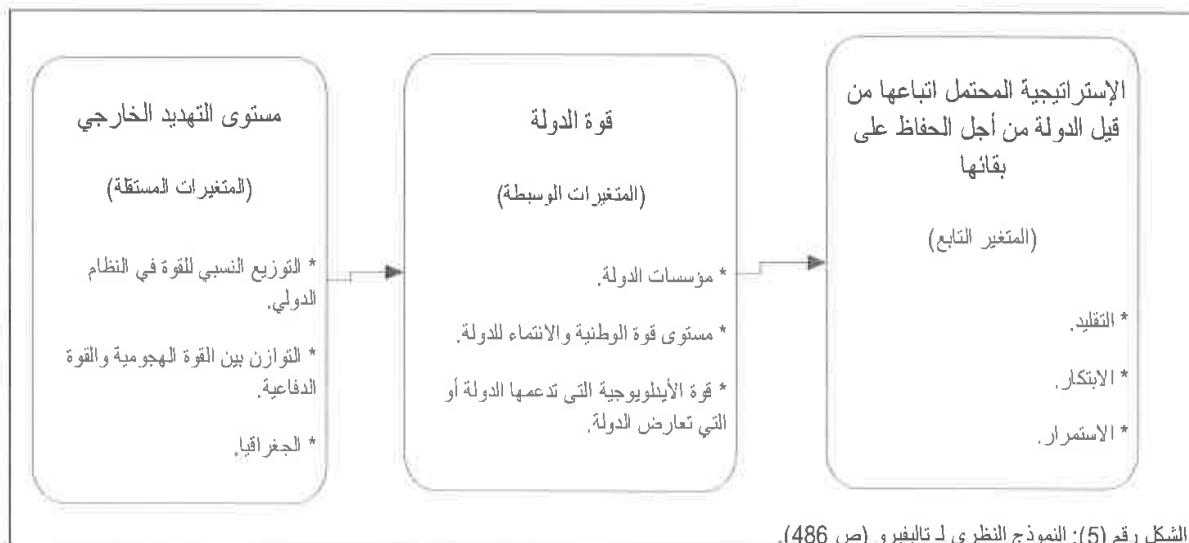 مستوى التهديد الخارجي
(المتغيرات المستقلة)
* التوزيع النسبي للقوة في النظام
الدولي.
* التوازن بين القوة الهجومية والقوة
الدفاعية.
* الجغرافيا.
قوة الدولة
(المتغيرات الوسيطة)
* مؤسسات الدولة.
* مستوى قوة الوطنية والانتماء للدولة.
* قوة الأيدلويوجية التي تدعمها الدولة أو
التي تعارض الدولة.
الإستراتيجية المحتمل اتباعها من
قبل الدولة من أجل الحفاظ على
بقائها
(المتغير التابع)
* التقليد.
* الابتكار.
* الاستمرار.
الشكل رقم (5): النموذج النظري لـ تاليفيرو (ص 486).